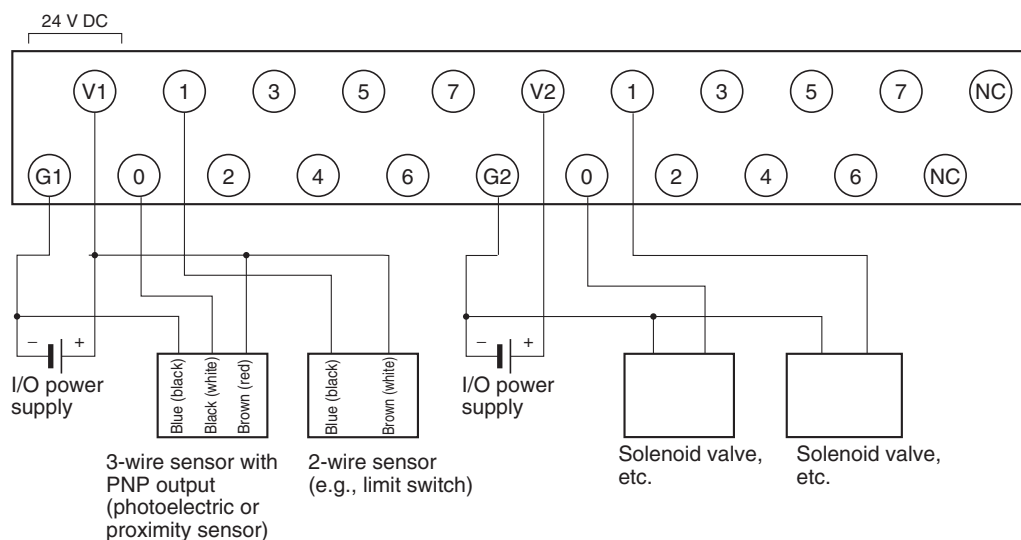 24 V DC
V1 1 3 5 7 V2 1 3 5 7 NC
G1 0 2 4 6 G2 0 2 4 6 NC
– +
I/O power
supply
Blue (black)
Black (white)
Brown (red)
3-wire sensor with
PNP output
(photoelectric or
proximity sensor)
Blue (black)
Brown (white)
2-wire sensor
(e.g., limit switch)
– +
I/O power
supply
Solenoid valve,
etc.
Solenoid valve,
etc.